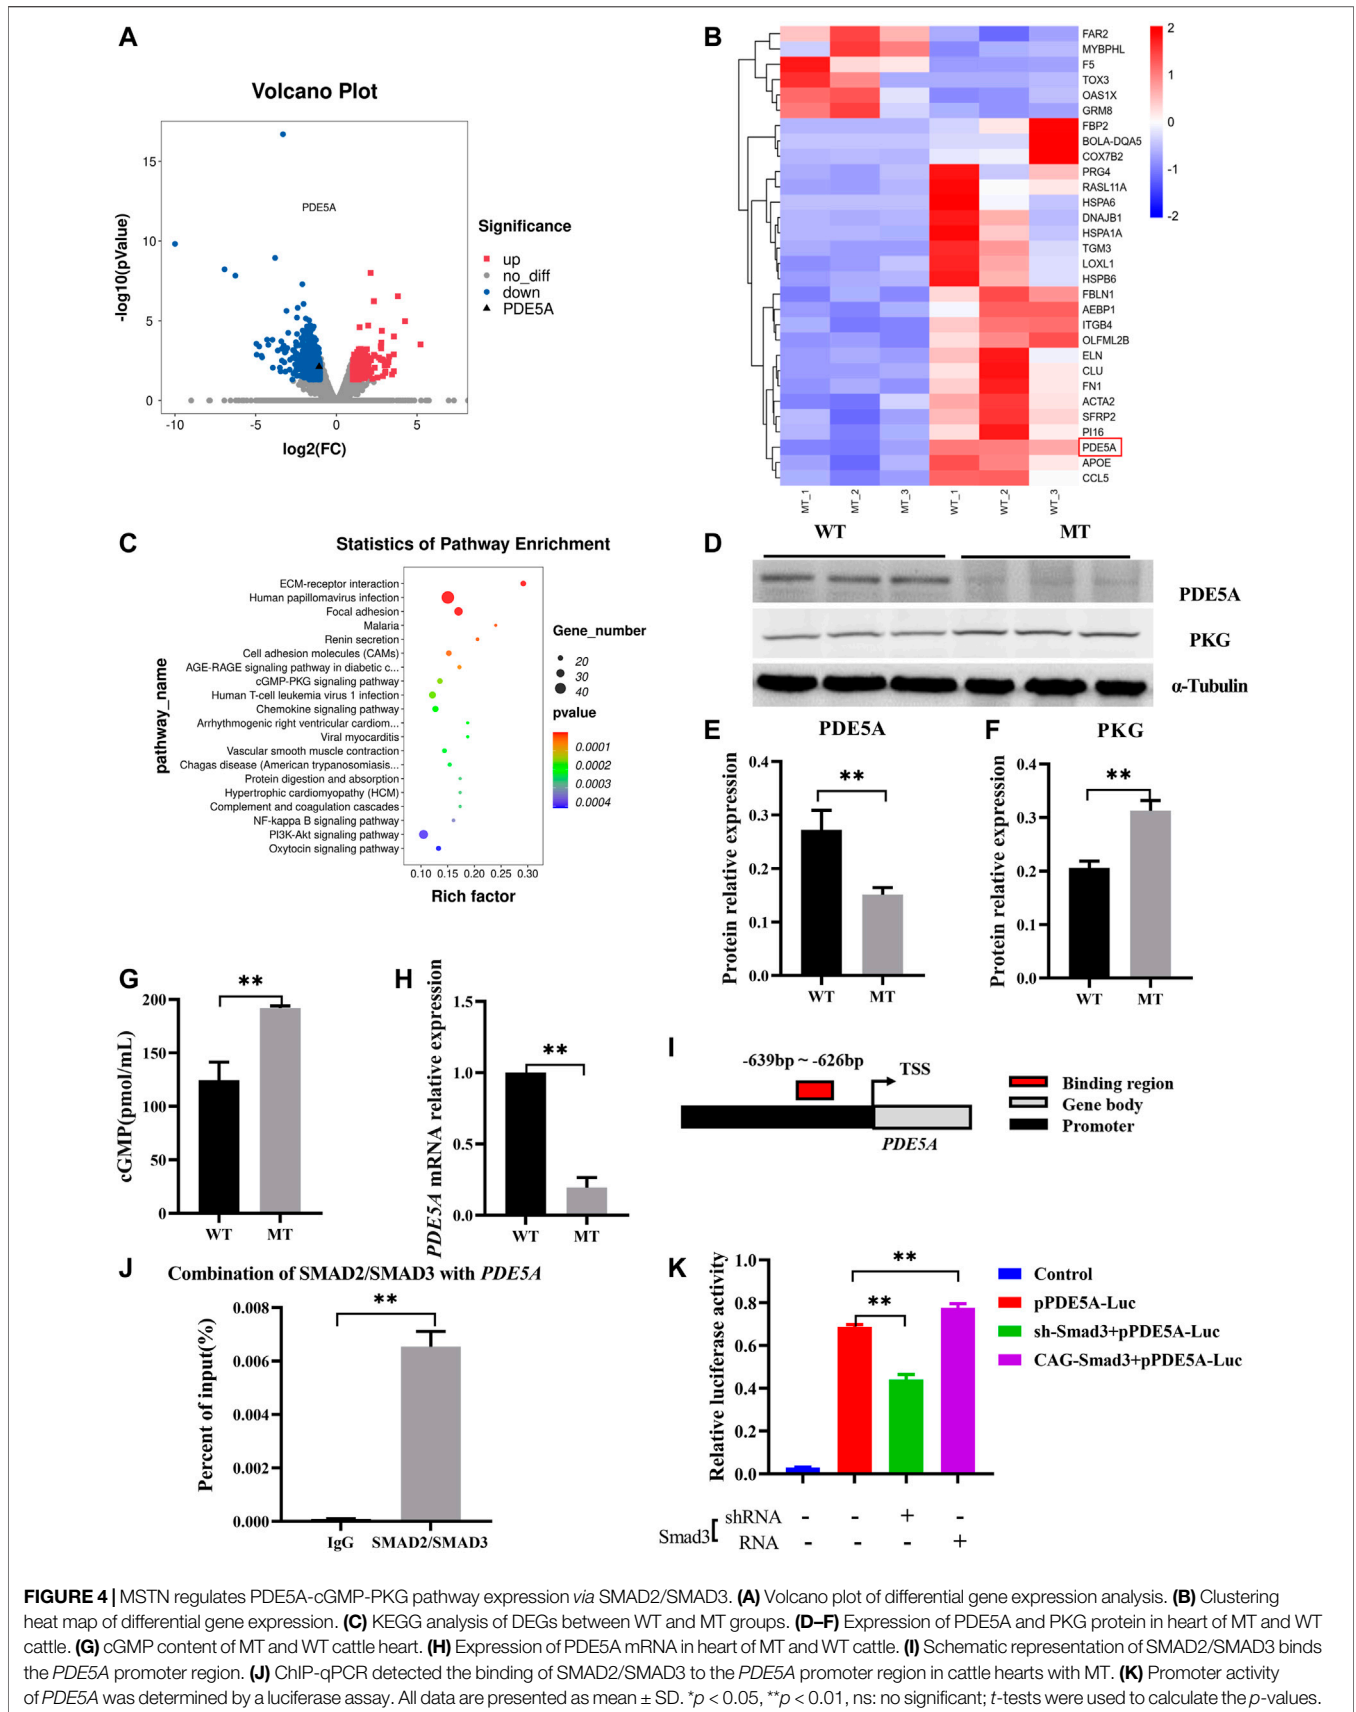 A
Volcano Plot
-log10(pValue)
15
10
5
0
-10
-5
0
5
log2(FC)
PDE5A
Significance
up
no_diff
down
PDE5A
B
FAR2
MYBPHL
F5
TOX3
OAS1X
GRM8
FBP2
BOLA-DQA5
COX7B2
PRG4
RASL11A
HSPA6
DNAJB1
HSPA1A
TGM3
LOXL1
HSPB6
FBLN1
AEBP1
ITGB4
OLFML2B
ELN
CLU
FN1
ACTA2
SFRP2
PI16
PDE5A
APOE
CCL5
MT_1
MT_2
MT_3
WT_1
WT_2
WT_3
2
1
0
-1
-2
C
Statistics of Pathway Enrichment
pathway_name
ECM-receptor interaction
Human papillomavirus infection
Focal adhesion
Malaria
Renin secretion
Cell adhesion molecules (CAMs)
AGE-RAGE signaling pathway in diabetic c...
cGMP-PKG signaling pathway
Human T-cell leukemia virus 1 infection
Chemokine signaling pathway
Arrhythmogenic right ventricular cardiom...
Viral myocarditis
Vascular smooth muscle contraction
Chagas disease (American trypanosomiasis...
Protein digestion and absorption
Hypertrophic cardiomyopathy (HCM)
Complement and coagulation cascades
NF-kappa B signaling pathway
PI3K-Akt signaling pathway
Oxytocin signaling pathway
0.10 0.15 0.20 0.25 0.30
Rich factor
Gene_number
20
30
40
pvalue
0.0001
0.0002
0.0003
0.0004
D
WT MT
PDE5A
PKG
α-Tubulin
E
PDE5A
Protein relative expression
0.4
0.3
0.2
0.1
0.0
**
WT MT
F
PKG
Protein relative expression
0.4
0.3
0.2
0.1
0.0
**
WT MT
G
cGMP(pmol/mL)
200
150
100
50
0
**
WT MT
H
PDE5A mRNA relative expression
1.5
1.0
0.5
0.0
**
WT MT
I
-639bp ~ -626bp
TSS
PDE5A
Binding region
Gene body
Promoter
J
Combination of SMAD2/SMAD3 with PDE5A
Percent of input(%)
0.008
0.006
0.004
0.002
0.000
**
IgG SMAD2/SMAD3
K
Relative luciferase activity
1.0
0.8
0.6
0.4
0.2
0.0
**
**
Control
pPDE5A-Luc
sh-Smad3+pPDE5A-Luc
CAG-Smad3+pPDE5A-Luc
Smad3[
shRNA - - +
RNA - - +
FIGURE 4 | MSTN regulates PDE5A-cGMP-PKG pathway expression via SMAD2/SMAD3. (A) Volcano plot of differential gene expression analysis. (B) Clustering
heat map of differential gene expression. (C) KEGG analysis of DEGs between WT and MT groups. (D–F) Expression of PDE5A and PKG protein in heart of MT and WT
cattle. (G) cGMP content of MT and WT cattle heart. (H) Expression of PDE5A mRNA in heart of MT and WT cattle. (I) Schematic representation of SMAD2/SMAD3 binds
the PDE5A promoter region. (J) ChIP-qPCR detected the binding of SMAD2/SMAD3 to the PDE5A promoter region in cattle hearts with MT. (K) Promoter activity
of PDE5A was determined by a luciferase assay. All data are presented as mean ± SD. *p < 0.05, **p < 0.01, ns: no significant; t-tests were used to calculate the p-values.